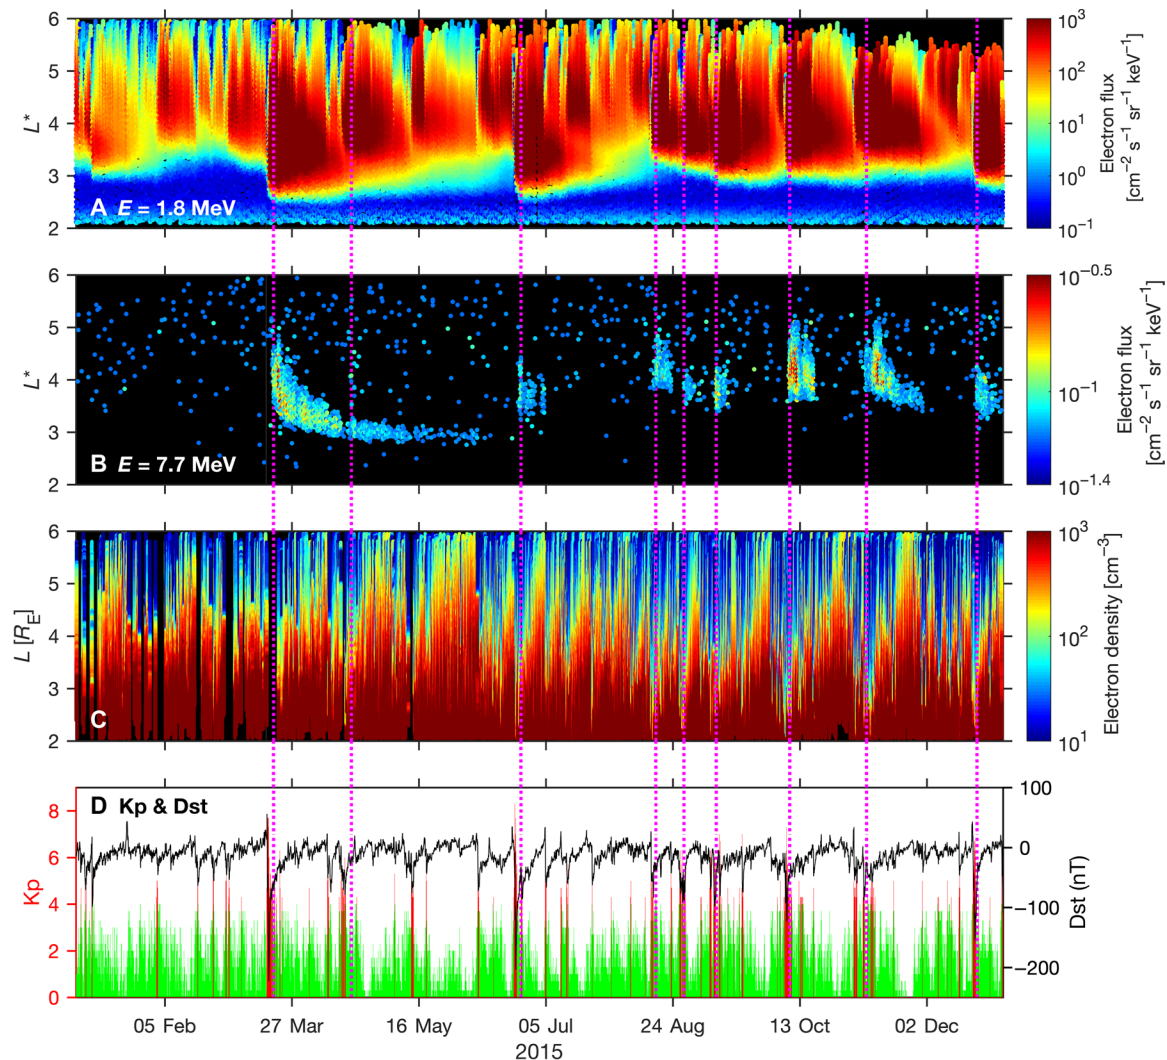 6
5
4
3
2
L*
A E = 1.8 MeV
10³
10²
10¹
10⁰
10⁻¹
Electron flux
[cm⁻² s⁻¹ sr⁻¹ keV⁻¹]
6
5
4
3
2
L*
B E = 7.7 MeV
10⁻⁰·⁵
10⁻¹
10⁻¹·⁴
Electron flux
[cm⁻² s⁻¹ sr⁻¹ keV⁻¹]
6
5
4
3
2
L [R_E]
C
10³
10²
10¹
Electron density [cm⁻³]
D Kp & Dst
8
6
4
2
0
Kp
100
0
−100
−200
Dst (nT)
05 Feb 27 Mar 16 May 05 Jul 24 Aug 13 Oct 02 Dec
2015